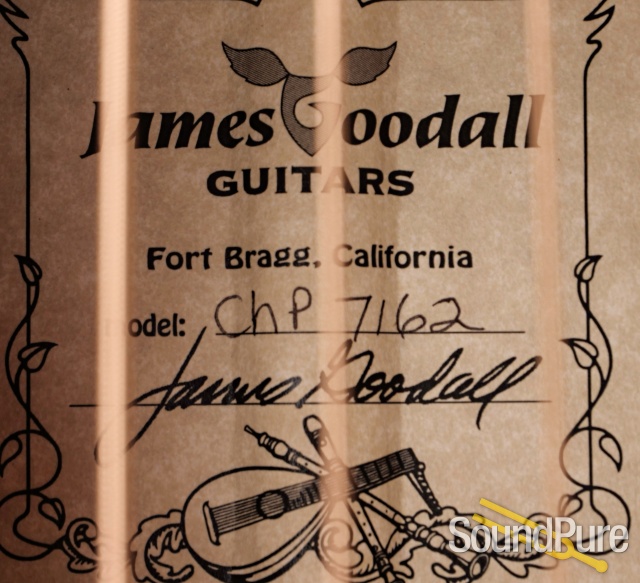 James Goodall
GUITARS
Fort Bragg, California
Model: ChP 7162
James Goodall
SoundPure